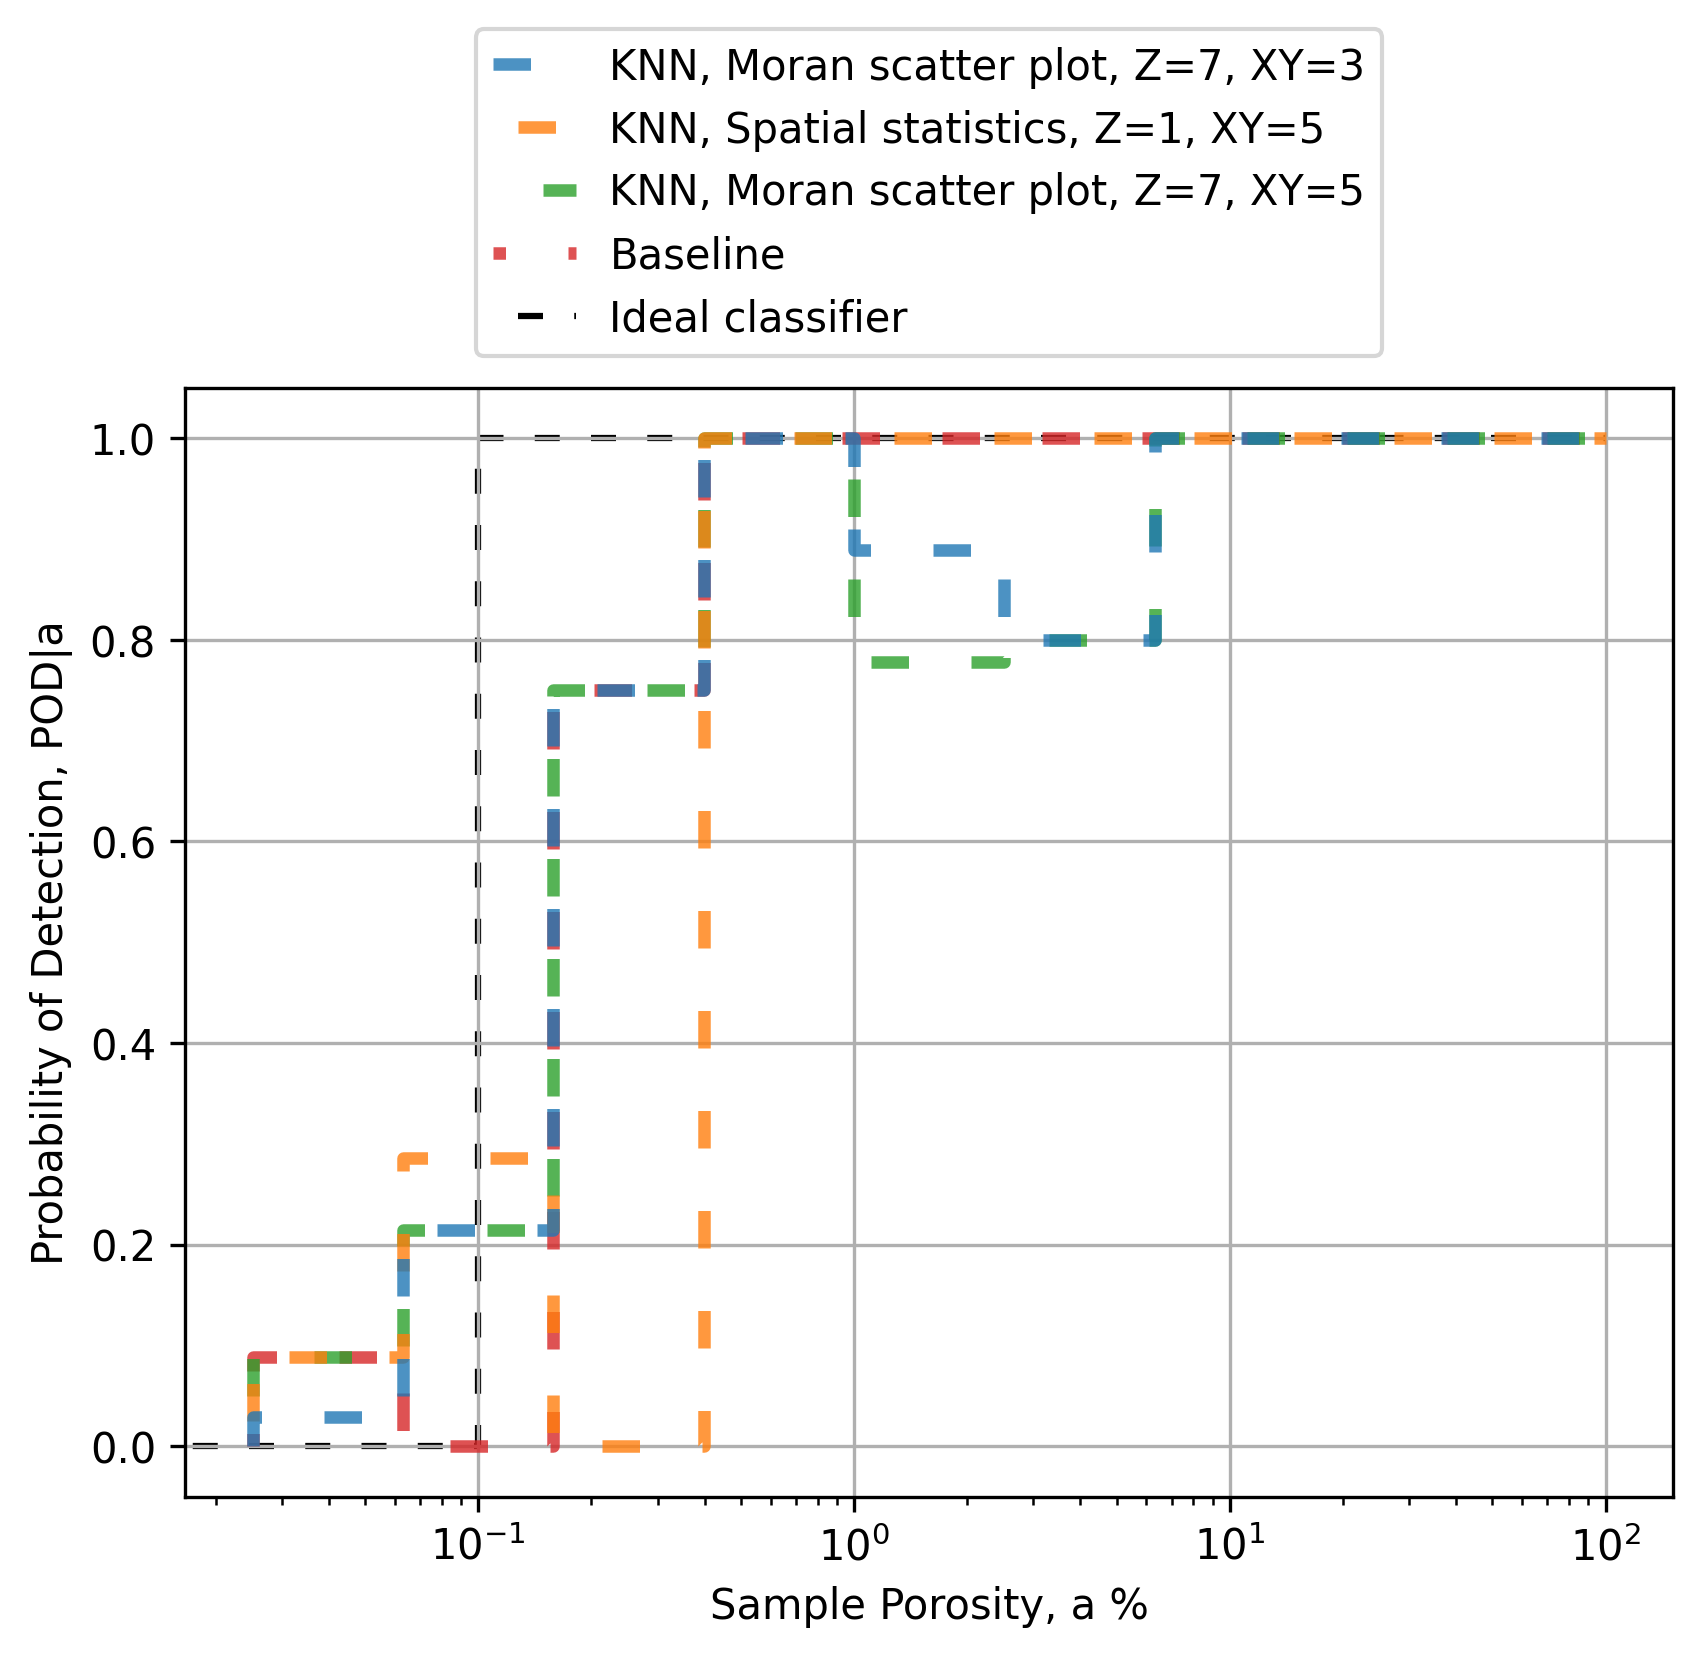 KNN, Moran scatter plot, Z=7, XY=3
KNN, Spatial statistics, Z=1, XY=5
KNN, Moran scatter plot, Z=7, XY=5
Baseline
Ideal classifier
1.0
0.8
0.6
0.4
0.2
0.0
Probability of Detection, POD|a
10⁻¹ 10⁰ 10¹ 10²
Sample Porosity, a %